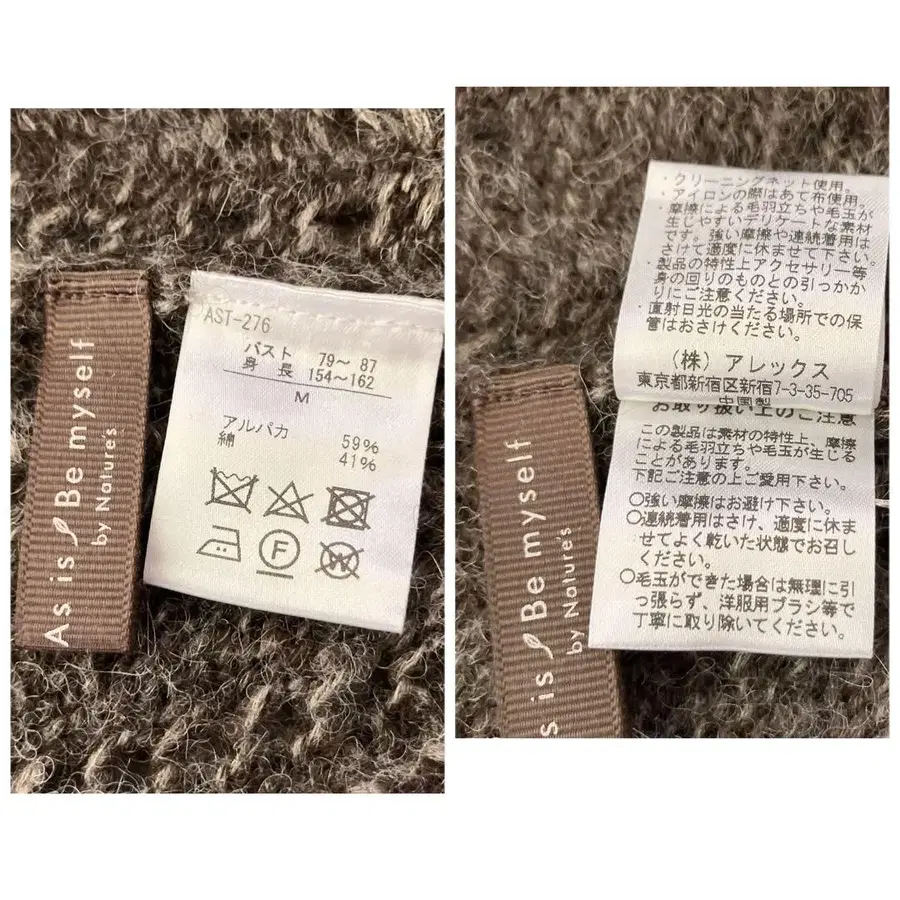 As is Be myself
by Nature's
AST-276
バスト 79～ 87
身 長 154～162
M
アルパカ 59%
綿 41%
F
W
As is Be myself
by Nature's
・クリーニングネット使用。
・アイロンの際はあて布使用。
・摩擦による毛羽立ちや毛玉が
生じやすいデリケートな素材
です。強い摩擦や連続着用は
さけて適度に休ませて下さい。
・製品の特性上アクセサリー等
身の回りのものとの引っかか
りにご注意ください。
・直射日光の当たる場所での保
管はおさけください。
(株) アレックス
東京都新宿区新宿7-3-35-705
中国製
お取り扱い上のご注意
この製品は素材の特性上、摩擦
による毛羽立ちや毛玉が生じる
ことがあります。
下記ご注意の上ご愛用下さい。
○強い摩擦はお避け下さい。
○連続着用はさけ、適度に休ま
せてよく乾いた状態でお召し
ください。
○毛玉ができた場合は無理に引
っ張らず、洋服用ブラシ等で
丁寧に取り除いてください。